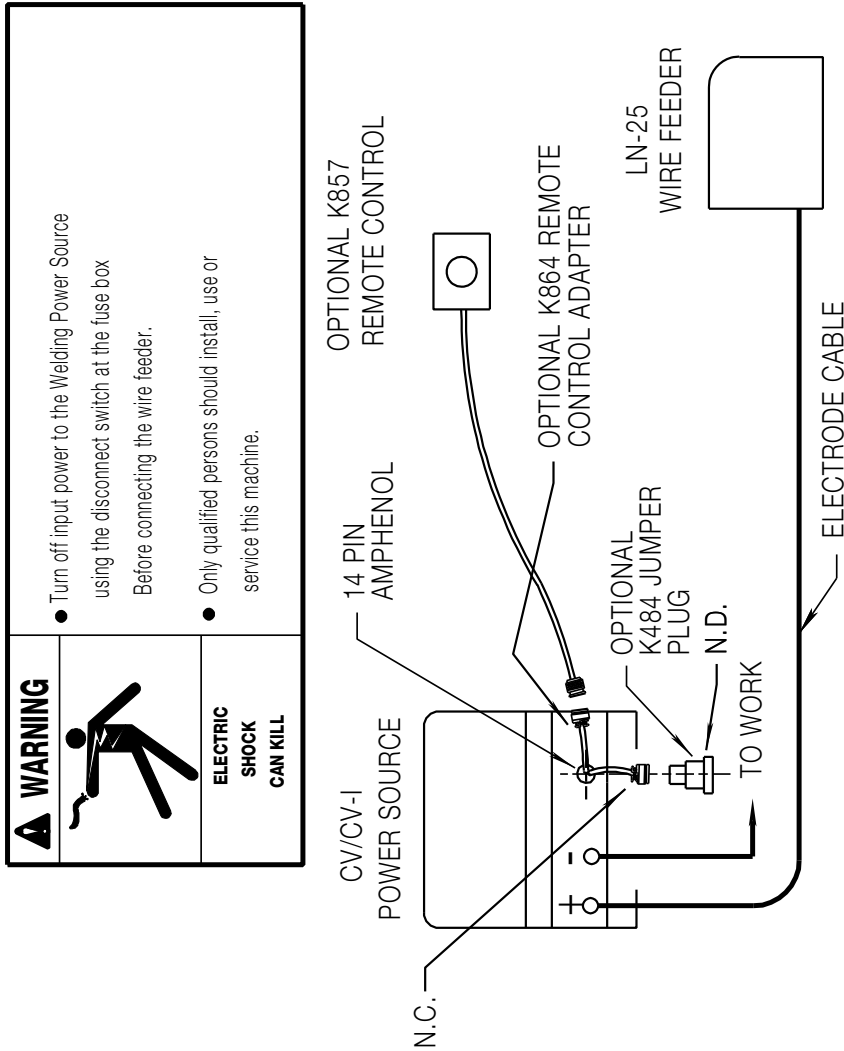 WARNING
ELECTRIC
SHOCK
CAN KILL
● Turn off input power to the Welding Power Source
using the disconnect switch at the fuse box
Before connecting the wire feeder.
● Only qualified persons should install, use or
service this machine.
N.C.
CV/CV-I
POWER SOURCE
+
-
14 PIN
AMPHENOL
OPTIONAL K857
REMOTE CONTROL
OPTIONAL K864 REMOTE
CONTROL ADAPTER
OPTIONAL
K484 JUMPER
PLUG
N.D.
TO WORK
ELECTRODE CABLE
LN-25
WIRE FEEDER